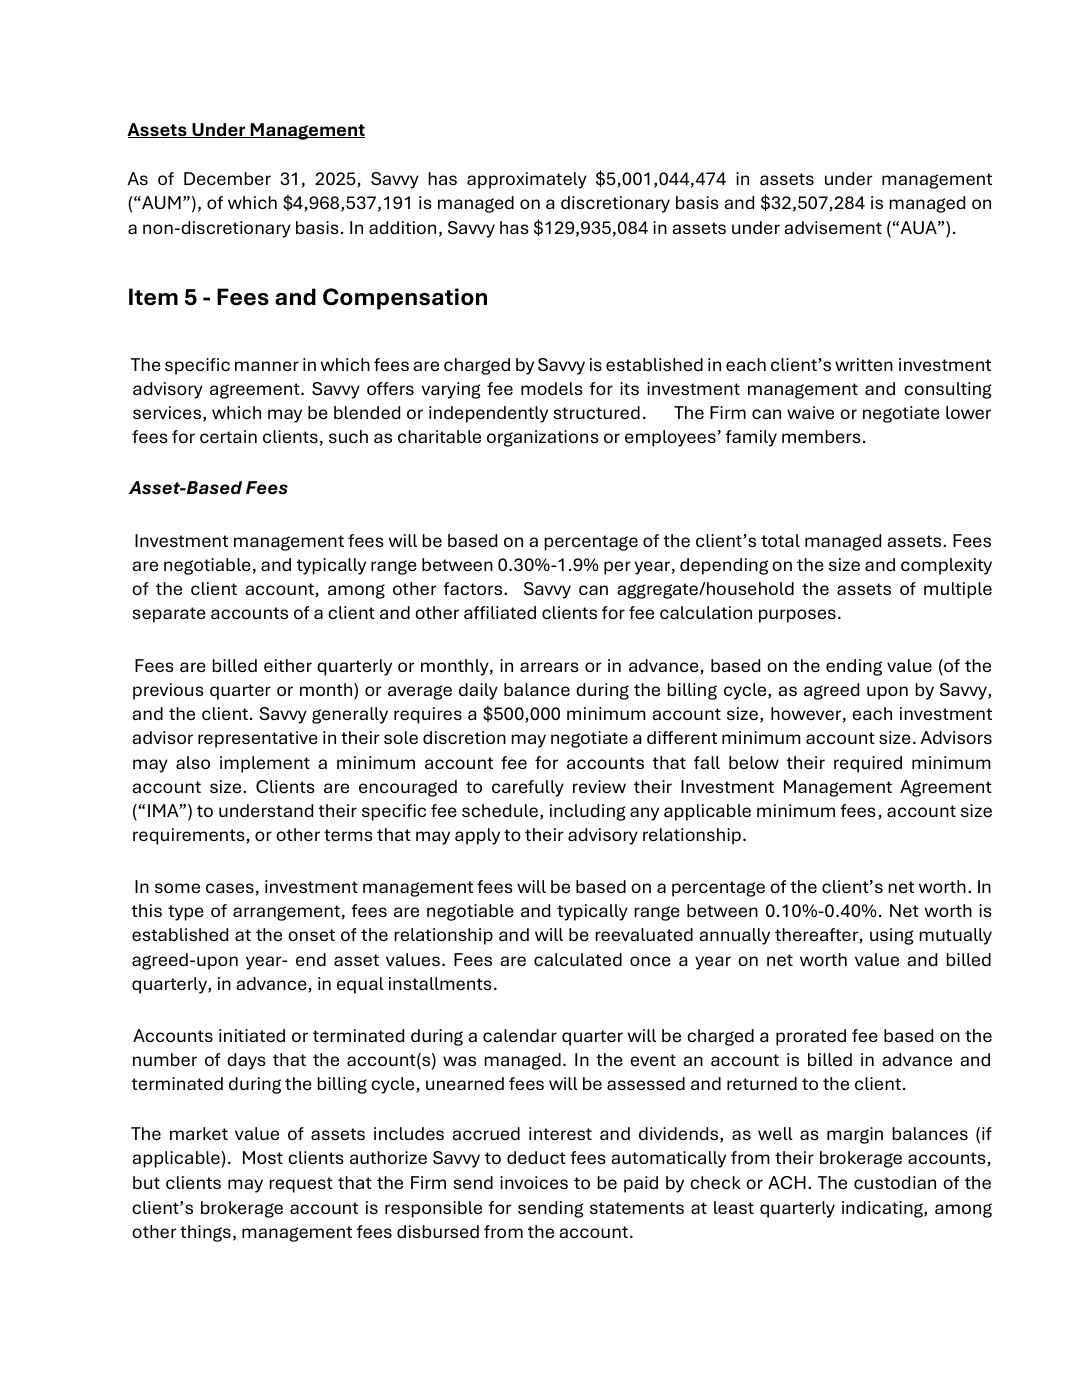 Assets Under Management
As of December 31, 2025, Savvy has approximately $5,001,044,474 in assets under management
(“AUM”), of which $4,968,537,191 is managed on a discretionary basis and $32,507,284 is managed on
a non-discretionary basis. In addition, Savvy has $129,935,084 in assets under advisement (“AUA”).
Item 5 - Fees and Compensation
The specific manner in which fees are charged by Savvy is established in each client’s written investment
advisory agreement. Savvy offers varying fee models for its investment management and consulting
services, which may be blended or independently structured. The Firm can waive or negotiate lower
fees for certain clients, such as charitable organizations or employees’ family members.
Asset-Based Fees
Investment management fees will be based on a percentage of the client’s total managed assets. Fees
are negotiable, and typically range between 0.30%-1.9% per year, depending on the size and complexity
of the client account, among other factors. Savvy can aggregate/household the assets of multiple
separate accounts of a client and other affiliated clients for fee calculation purposes.
Fees are billed either quarterly or monthly, in arrears or in advance, based on the ending value (of the
previous quarter or month) or average daily balance during the billing cycle, as agreed upon by Savvy,
and the client. Savvy generally requires a $500,000 minimum account size, however, each investment
advisor representative in their sole discretion may negotiate a different minimum account size. Advisors
may also implement a minimum account fee for accounts that fall below their required minimum
account size. Clients are encouraged to carefully review their Investment Management Agreement
(“IMA”) to understand their specific fee schedule, including any applicable minimum fees, account size
requirements, or other terms that may apply to their advisory relationship.
In some cases, investment management fees will be based on a percentage of the client’s net worth. In
this type of arrangement, fees are negotiable and typically range between 0.10%-0.40%. Net worth is
established at the onset of the relationship and will be reevaluated annually thereafter, using mutually
agreed-upon year- end asset values. Fees are calculated once a year on net worth value and billed
quarterly, in advance, in equal installments.
Accounts initiated or terminated during a calendar quarter will be charged a prorated fee based on the
number of days that the account(s) was managed. In the event an account is billed in advance and
terminated during the billing cycle, unearned fees will be assessed and returned to the client.
The market value of assets includes accrued interest and dividends, as well as margin balances (if
applicable). Most clients authorize Savvy to deduct fees automatically from their brokerage accounts,
but clients may request that the Firm send invoices to be paid by check or ACH. The custodian of the
client’s brokerage account is responsible for sending statements at least quarterly indicating, among
other things, management fees disbursed from the account.